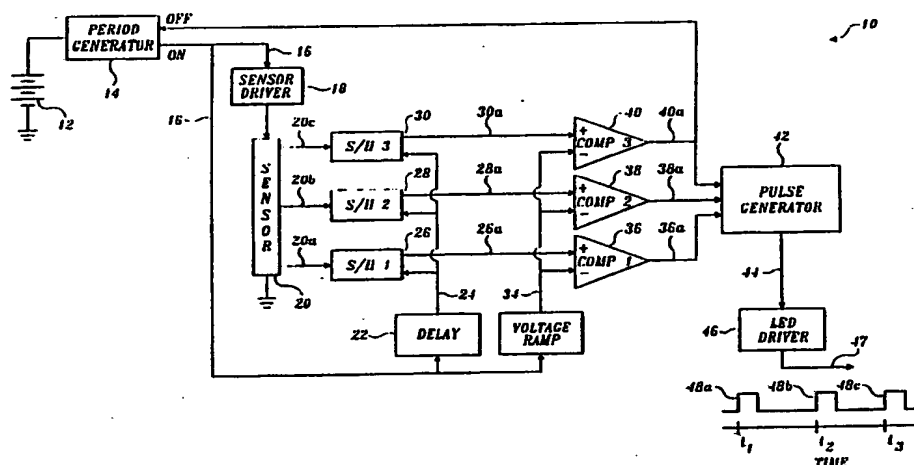 OFF
PERIOD GENERATOR
14
ON
16
10
12
16
SENSOR DRIVER
18
20c
S/H 3
30
30a
+
-
COMP 3
40
40a
SENSOR
20b
S/H 2
28
28a
+
-
COMP 2
38
38a
42
PULSE GENERATOR
20a
S/H 1
26
26a
+
-
COMP 1
36
36a
20
24
34
44
22
DELAY
VOLTAGE RAMP
46
LED DRIVER
47
48a
48b
48c
t1
t2
t3
TIME